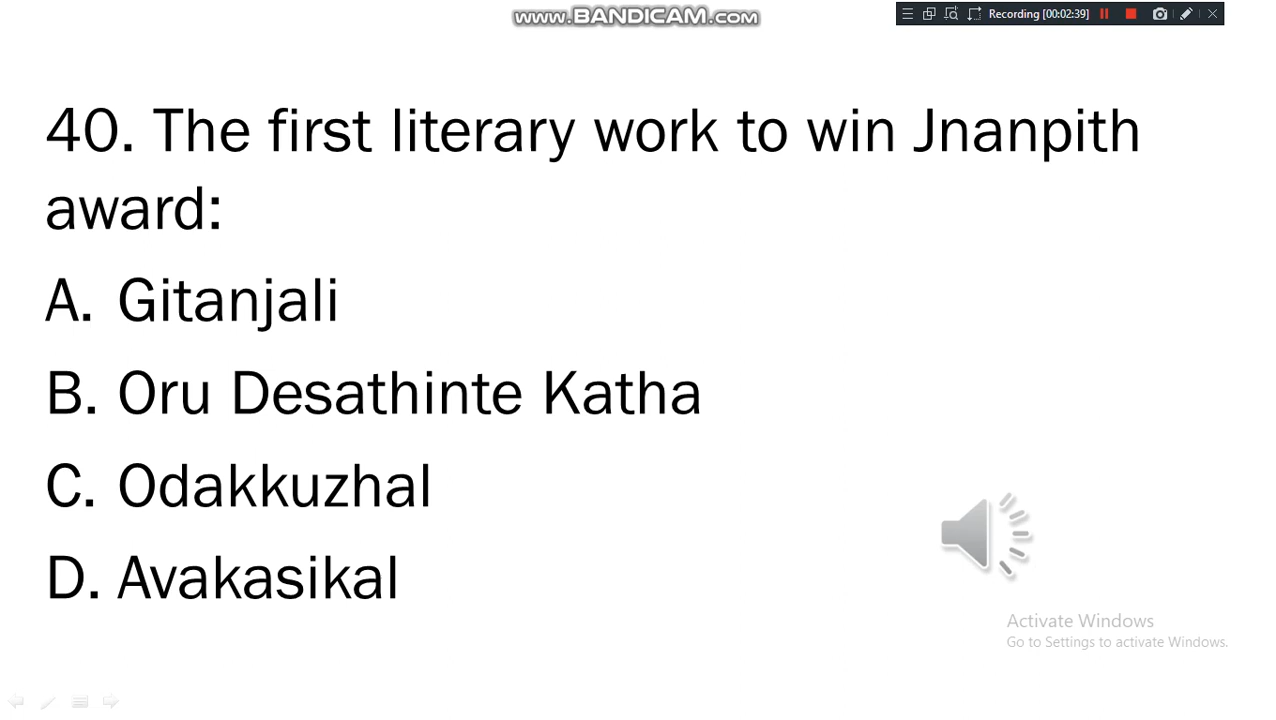 www.BANDICAM.com
Recording [00:02:39]
40. The first literary work to win Jnanpith
award:
A. Gitanjali
B. Oru Desathinte Katha
C. Odakkuzhal
D. Avakasikal
Activate Windows
Go to Settings to activate Windows.